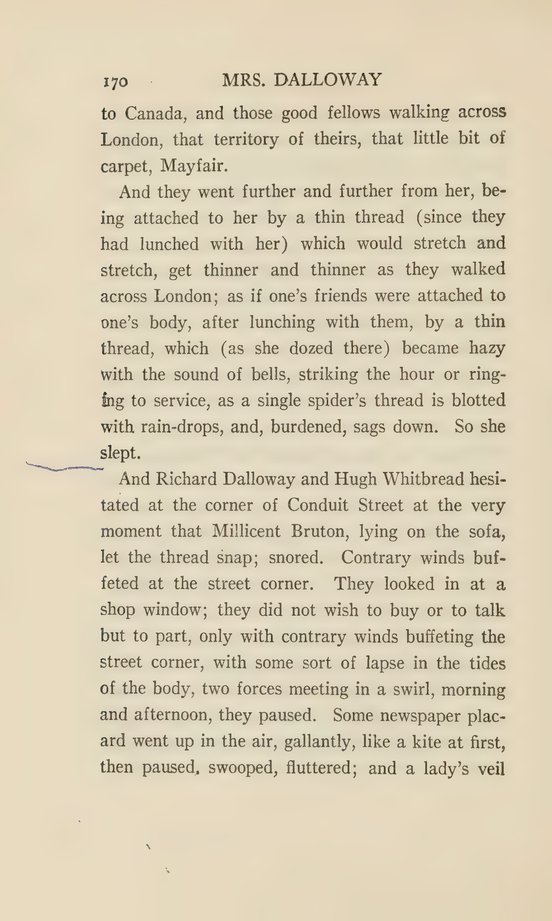 170 MRS. DALLOWAY
to Canada, and those good fellows walking across
London, that territory of theirs, that little bit of
carpet, Mayfair.
And they went further and further from her, be-
ing attached to her by a thin thread (since they
had lunched with her) which would stretch and
stretch, get thinner and thinner as they walked
across London; as if one's friends were attached to
one's body, after lunching with them, by a thin
thread, which (as she dozed there) became hazy
with the sound of bells, striking the hour or ring-
ing to service, as a single spider's thread is blotted
with rain-drops, and, burdened, sags down. So she
slept.
And Richard Dalloway and Hugh Whitbread hesi-
tated at the corner of Conduit Street at the very
moment that Millicent Bruton, lying on the sofa,
let the thread snap; snored. Contrary winds buf-
feted at the street corner. They looked in at a
shop window; they did not wish to buy or to talk
but to part, only with contrary winds buffeting the
street corner, with some sort of lapse in the tides
of the body, two forces meeting in a swirl, morning
and afternoon, they paused. Some newspaper plac-
ard went up in the air, gallantly, like a kite at first,
then paused, swooped, fluttered; and a lady's veil